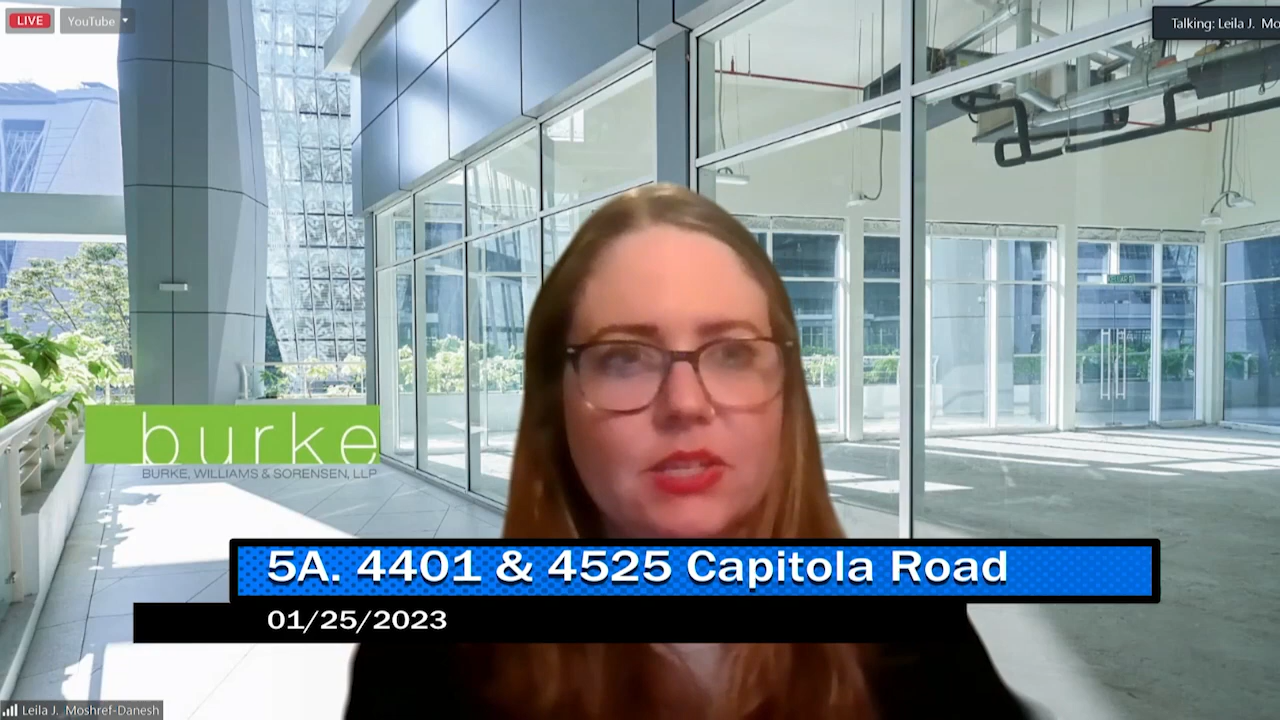 LIVE
YouTube
Talking: Leila J. Mo
burke
BURKE, WILLIAMS & SORENSEN, LLP
5A. 4401 & 4525 Capitola Road
01/25/2023
Leila J. Moshref-Danesh